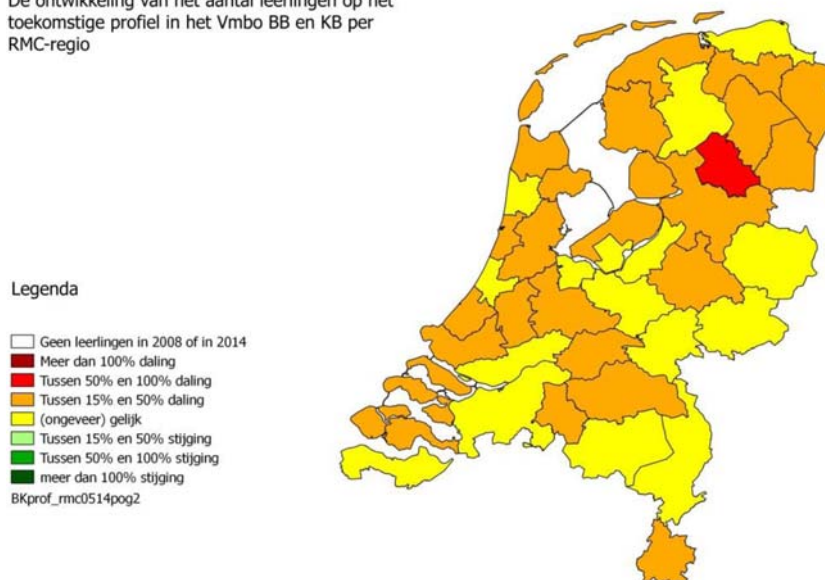 De ontwikkeling van het aantal leerlingen op het
toekomstige profiel in het Vmbo BB en KB per
RMC-regio
Legenda
Geen leerlingen in 2008 of in 2014
Meer dan 100% daling
Tussen 50% en 100% daling
Tussen 15% en 50% daling
(ongeveer) gelijk
Tussen 15% en 50% stijging
Tussen 50% en 100% stijging
meer dan 100% stijging
BKprof_rmc0514pog2